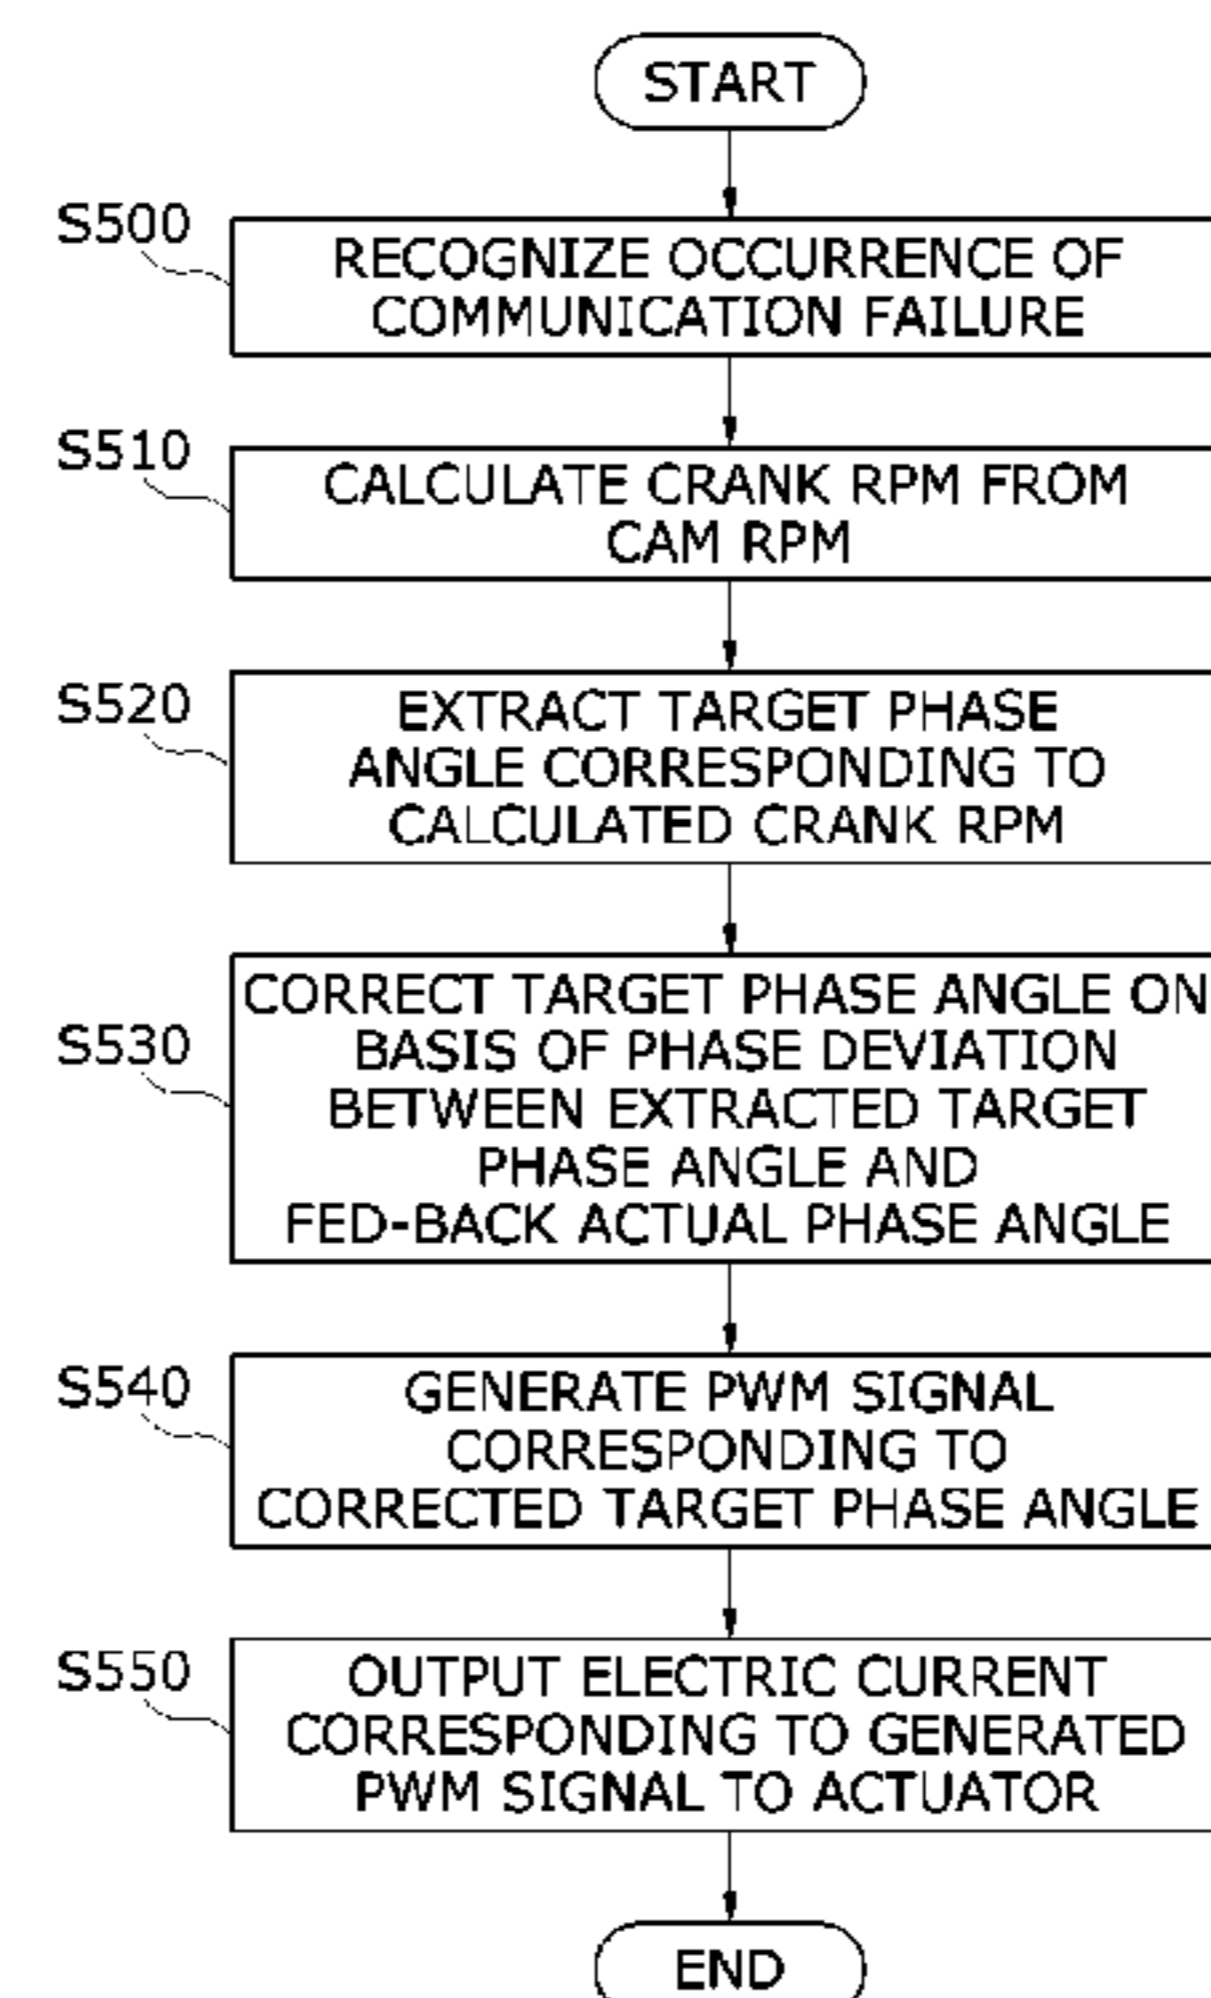 START
S500
RECOGNIZE OCCURRENCE OF
COMMUNICATION FAILURE
S510
CALCULATE CRANK RPM FROM
CAM RPM
S520
EXTRACT TARGET PHASE
ANGLE CORRESPONDING TO
CALCULATED CRANK RPM
S530
CORRECT TARGET PHASE ANGLE ON
BASIS OF PHASE DEVIATION
BETWEEN EXTRACTED TARGET
PHASE ANGLE AND
FED-BACK ACTUAL PHASE ANGLE
S540
GENERATE PWM SIGNAL
CORRESPONDING TO
CORRECTED TARGET PHASE ANGLE
S550
OUTPUT ELECTRIC CURRENT
CORRESPONDING TO GENERATED
PWM SIGNAL TO ACTUATOR
END